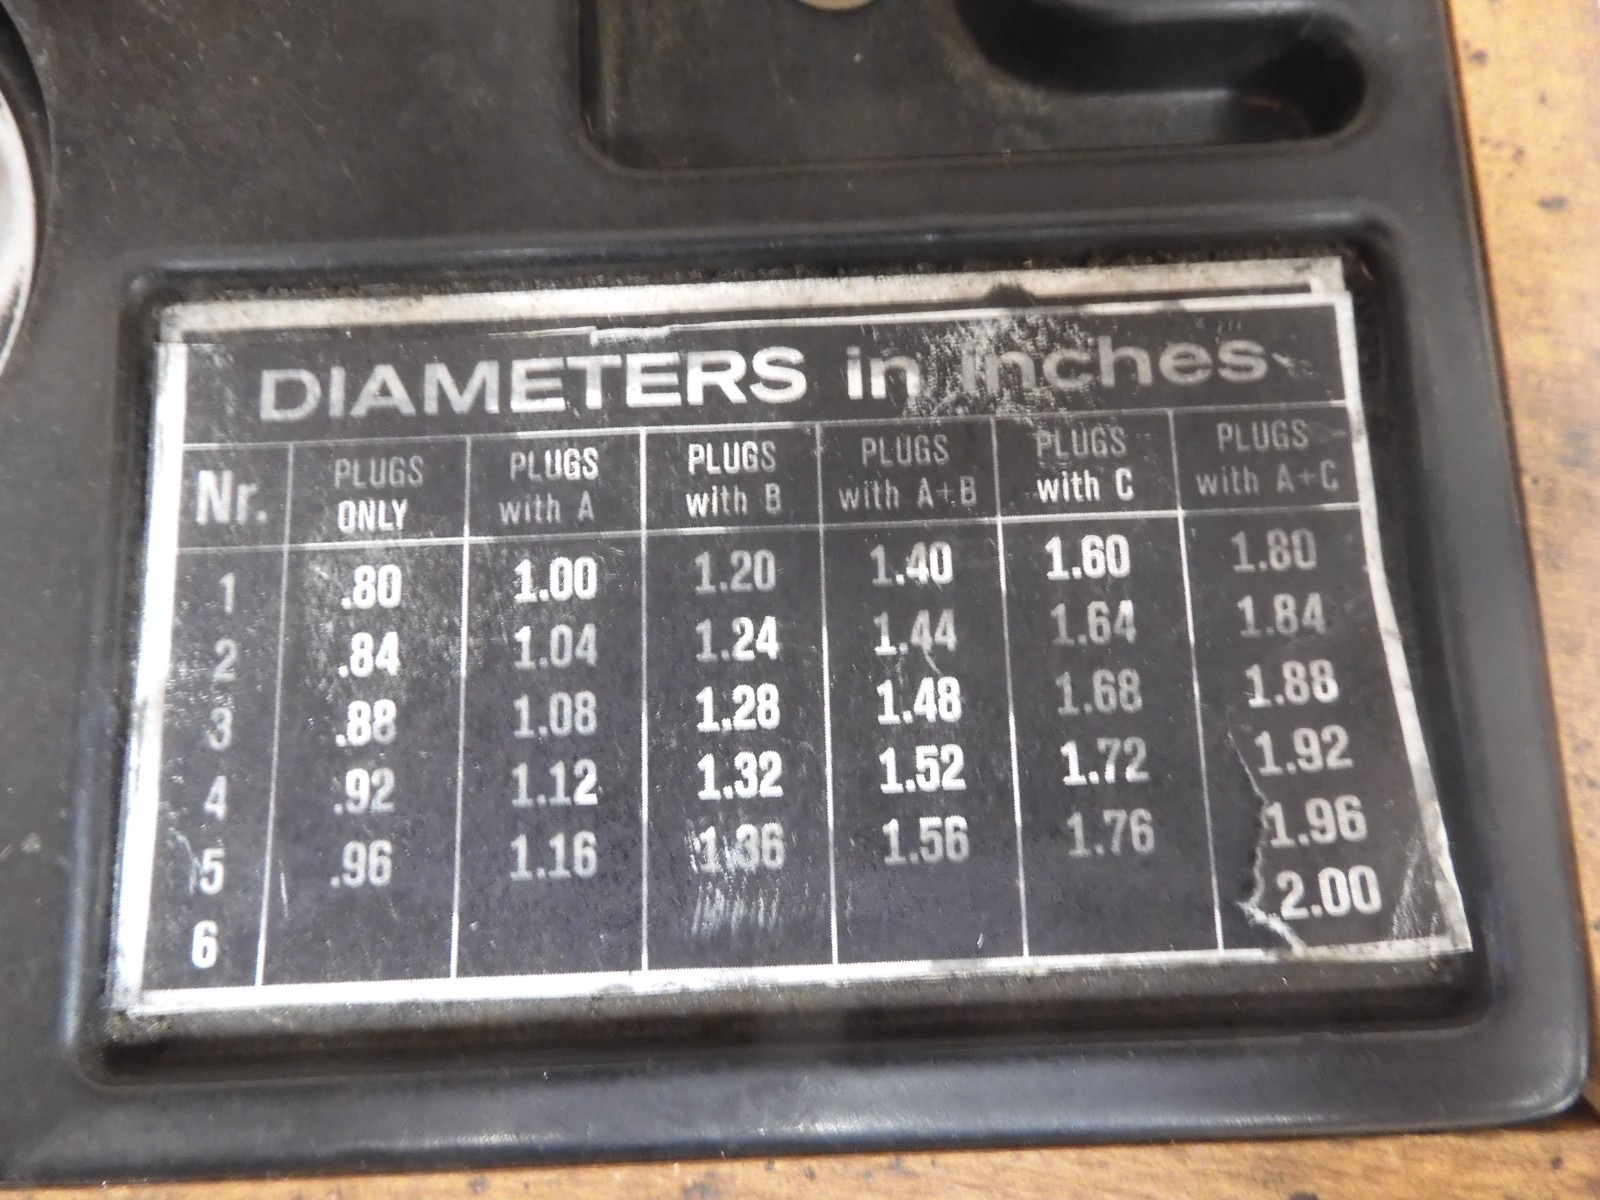 DIAMETERS in inches
Nr. PLUGS ONLY PLUGS with A PLUGS with B PLUGS with A+B PLUGS with C PLUGS with A+C
1 .80 1.00 1.20 1.40 1.60 1.80
2 .84 1.04 1.24 1.44 1.64 1.84
3 .88 1.08 1.28 1.48 1.68 1.88
4 .92 1.12 1.32 1.52 1.72 1.92
5 .96 1.16 1.36 1.56 1.76 1.96
6 2.00